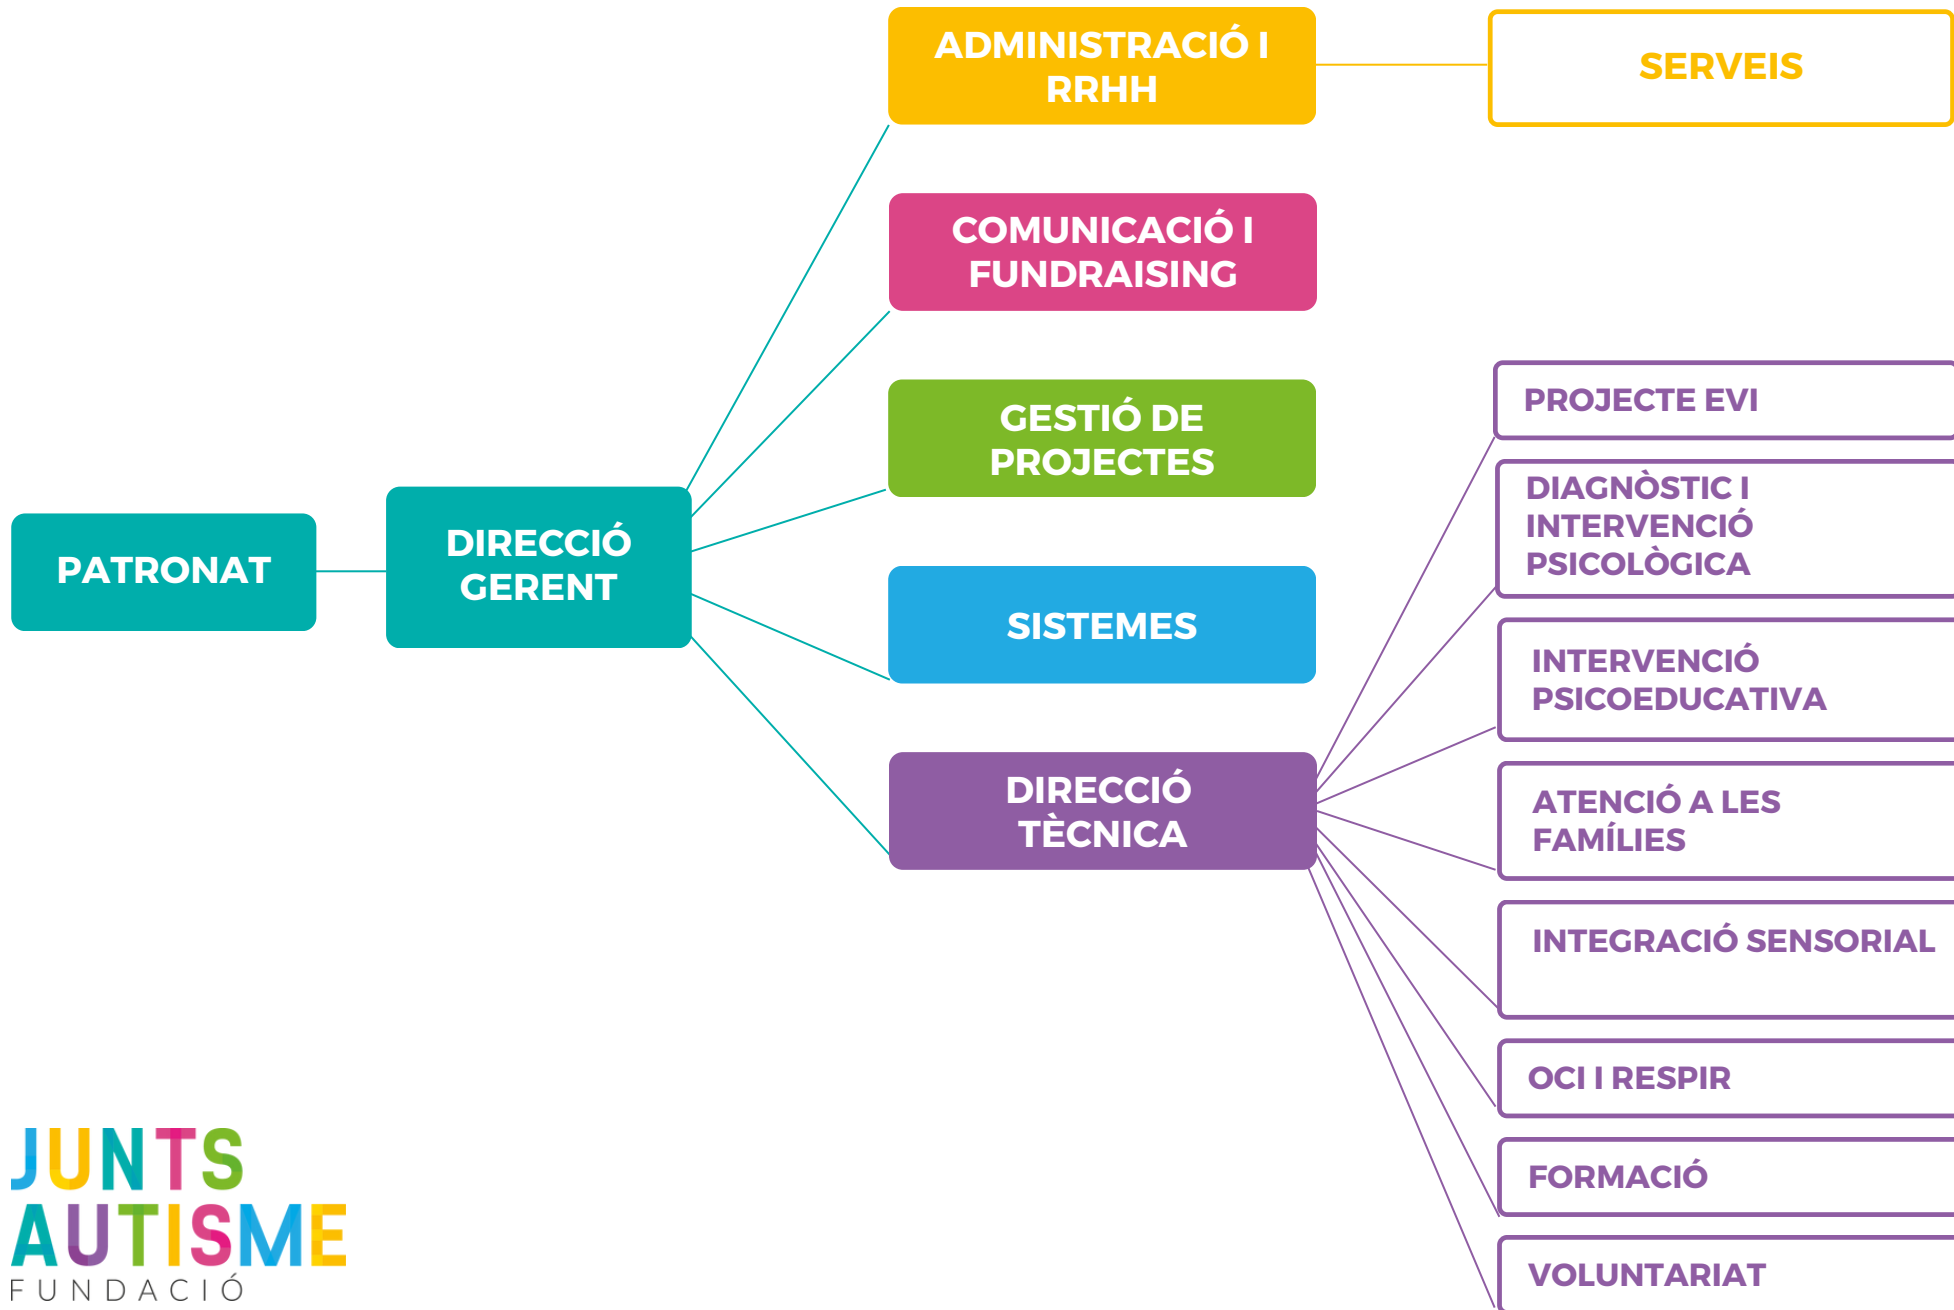 ADMINISTRACIÓ I
RRHH
SERVEIS
COMUNICACIÓ I
FUNDRAISING
GESTIÓ DE
PROJECTES
PATRONAT
DIRECCIÓ
GERENT
SISTEMES
DIRECCIÓ
TÈCNICA
PROJECTE EVI
DIAGNÒSTIC I
INTERVENCIÓ
PSICOLÒGICA
INTERVENCIÓ
PSICOEDUCATIVA
ATENCIÓ A LES
FAMÍLIES
INTEGRACIÓ SENSORIAL
OCI I RESPIR
FORMACIÓ
VOLUNTARIAT
JUNTS
AUTISME
FUNDACIÓ